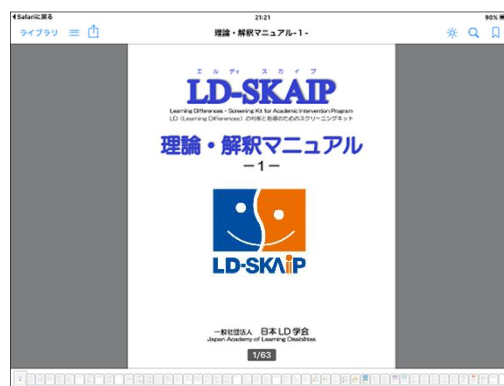 Safariに戻る 21:21 90%
ライブラリ 理論・解釈マニュアル-1-
エル ディ スカイプ
LD-SKAIP
Learning Differences - Screening Kit for Academic Intervention Program
LD（Learning Differences）の判断と指導のためのスクリーニングキット
理論・解釈マニュアル
－1－
LD-SKAiP
一般社団法人 日本LD学会
Japan Academy of Learning Disabilities
1/63